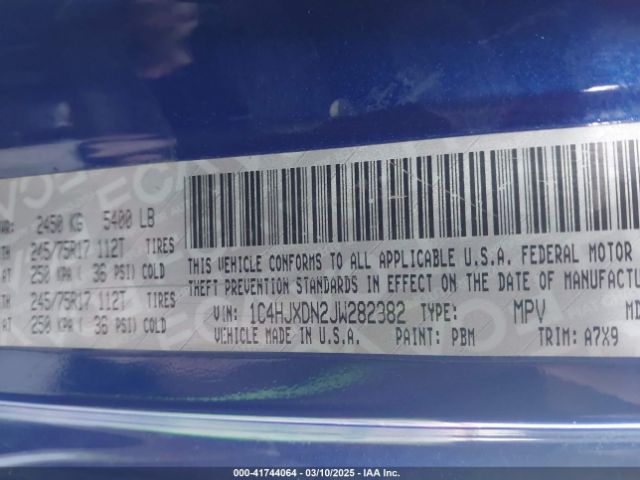 2450 KG 5400 LB
245/75R17 112T TIRES
AT 250 KPA ( 36 PSI) COLD
245/75R17 112T TIRES
AT 250 KPA ( 36 PSI) COLD
THIS VEHICLE CONFORMS TO ALL APPLICABLE U.S.A. FEDERAL MOTOR
THEFT PREVENTION STANDARDS IN EFFECT ON THE DATE OF MANUFACTU
VIN: 1C4HJXDN2JW282382 TYPE: MPV MD
VEHICLE MADE IN U.S.A. PAINT: PBM TRIM: A7X9
000-41744064 — 03/10/2025 — IAA Inc.